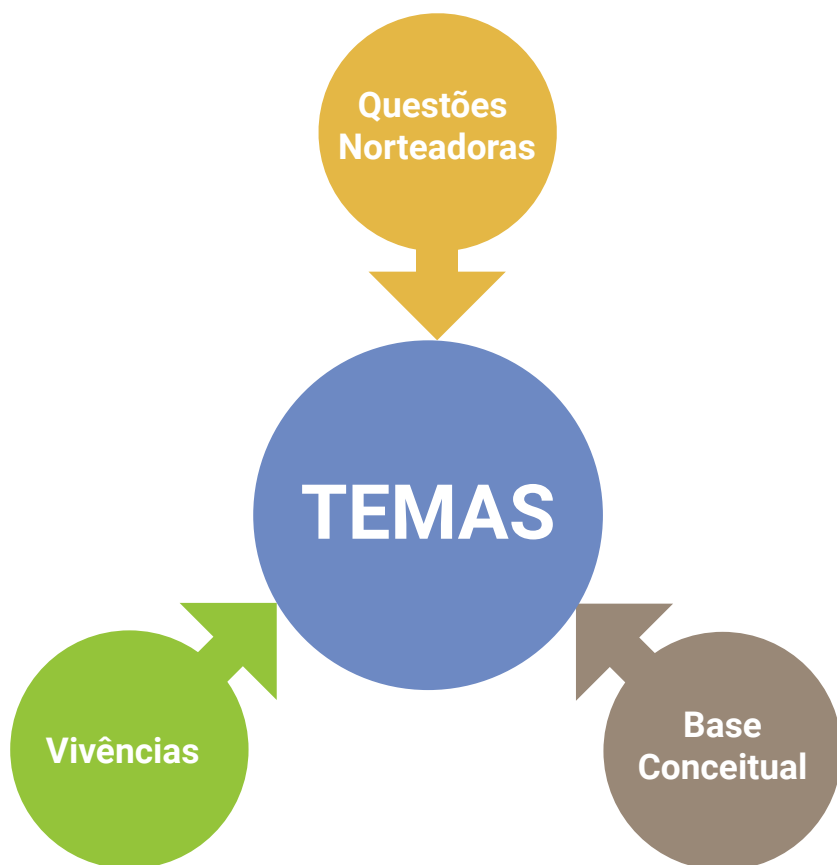 Questões
Norteadoras
TEMAS
Vivências
Base
Conceitual